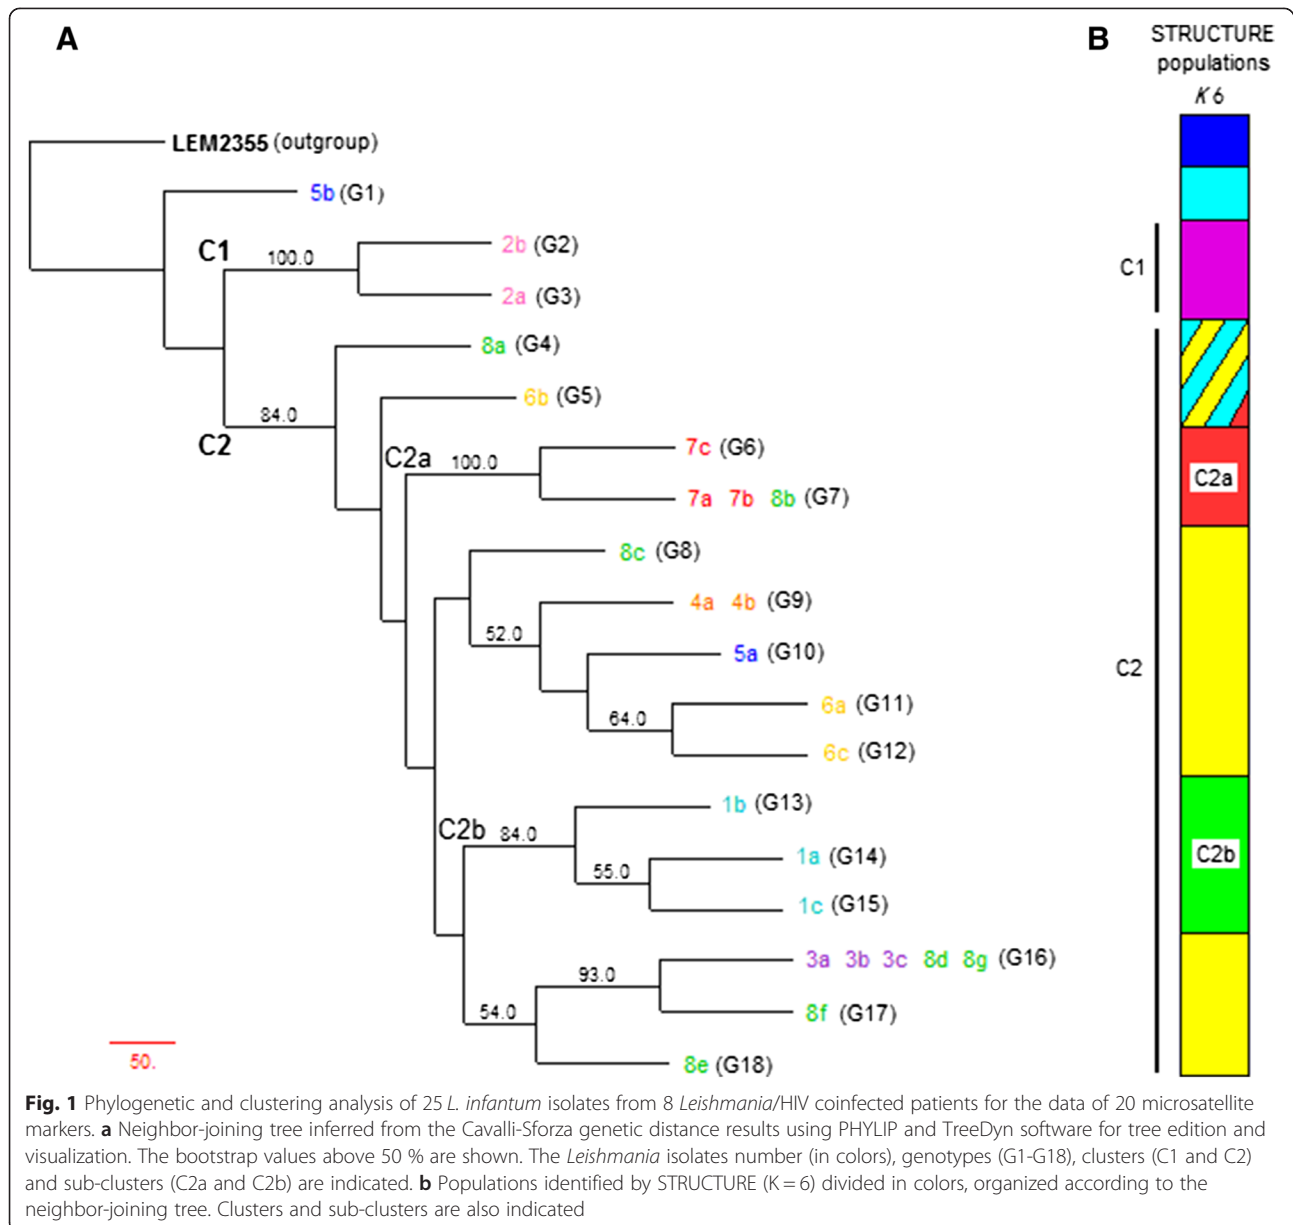 A
B
STRUCTURE
populations
K 6
LEM2355 (outgroup)
5b (G1)
C1
100.0
2b (G2)
2a (G3)
C1
8a (G4)
84.0
C2
6b (G5)
C2a
100.0
7c (G6)
7a 7b 8b (G7)
C2a
8c (G8)
52.0
4a 4b (G9)
5a (G10)
C2
64.0
6a (G11)
6c (G12)
C2b
84.0
1b (G13)
55.0
1a (G14)
1c (G15)
C2b
93.0
3a 3b 3c 8d 8g (G16)
54.0
8f (G17)
8e (G18)
50.
Fig. 1 Phylogenetic and clustering analysis of 25 L. infantum isolates from 8 Leishmania/HIV coinfected patients for the data of 20 microsatellite
markers. a Neighbor-joining tree inferred from the Cavalli-Sforza genetic distance results using PHYLIP and TreeDyn software for tree edition and
visualization. The bootstrap values above 50 % are shown. The Leishmania isolates number (in colors), genotypes (G1-G18), clusters (C1 and C2)
and sub-clusters (C2a and C2b) are indicated. b Populations identified by STRUCTURE (K = 6) divided in colors, organized according to the
neighbor-joining tree. Clusters and sub-clusters are also indicated